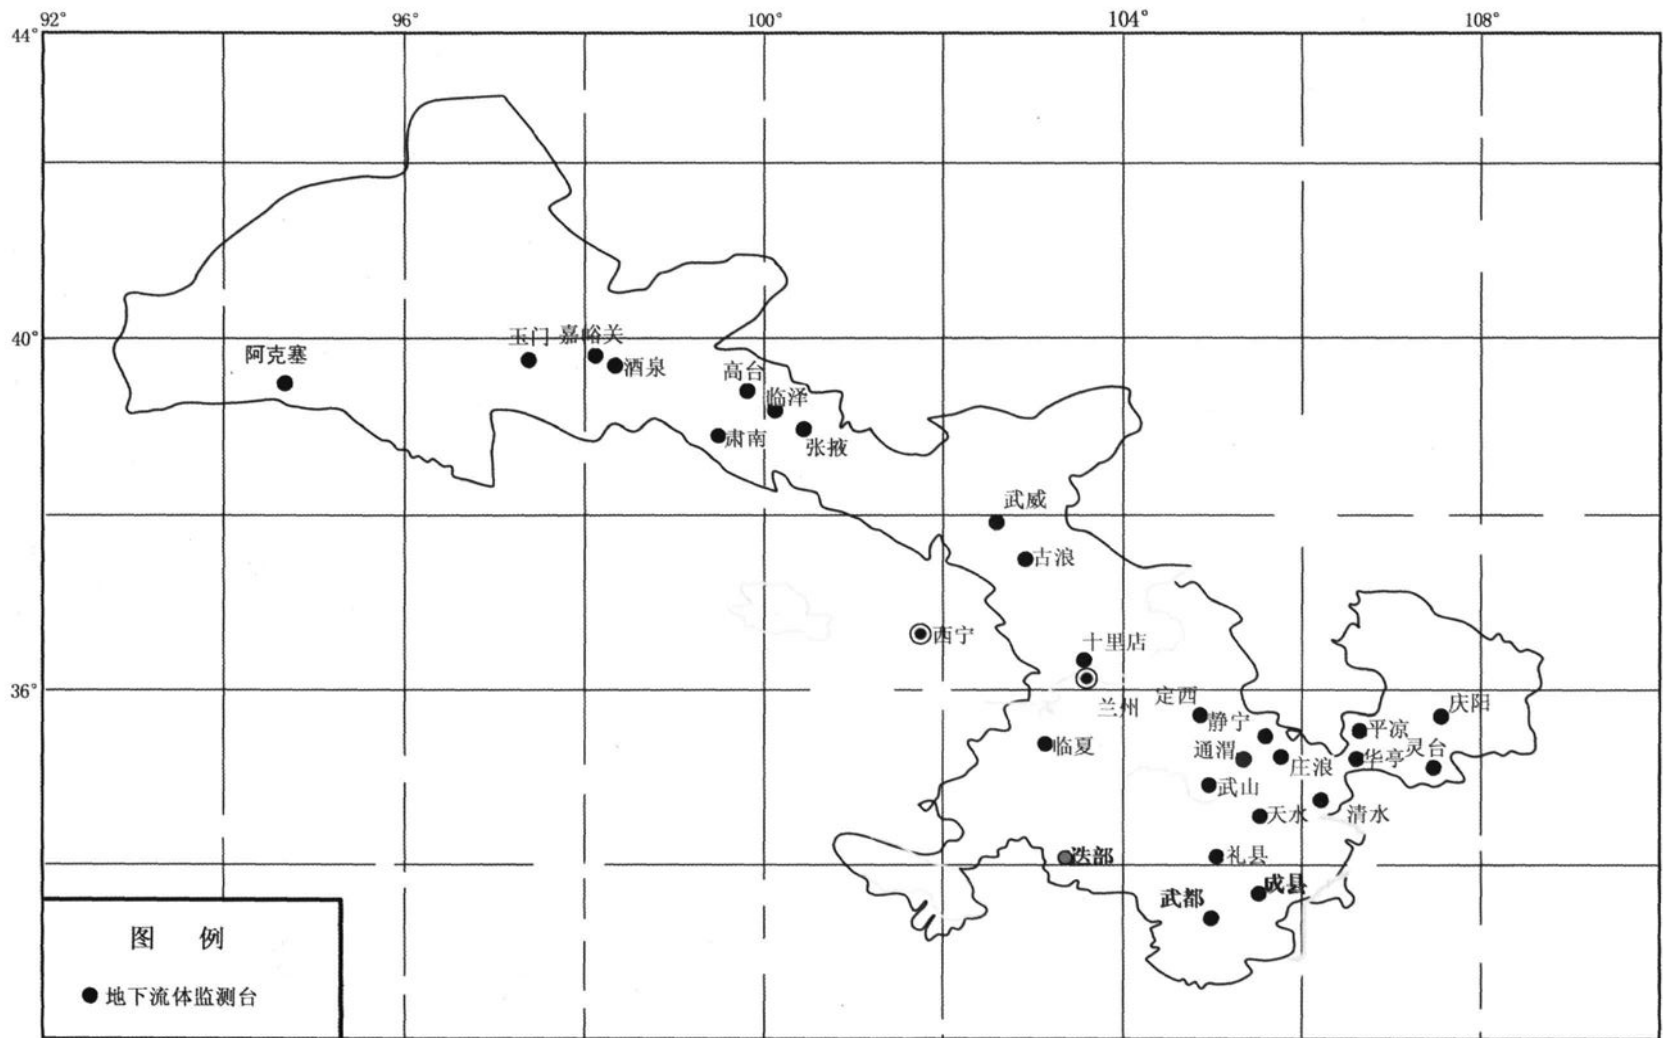 92°
96°
100°
104°
108°
44°
40°
玉门
嘉峪关
阿克塞
酒泉
高台
临泽
肃南
张掖
武威
古浪
西宁
十里店
36°
兰州
定西
庆阳
静宁
平凉
临夏
通渭
灵台
华亭
庄浪
武山
天水
清水
迭部
礼县
成县
武都
图 例
地下流体监测台